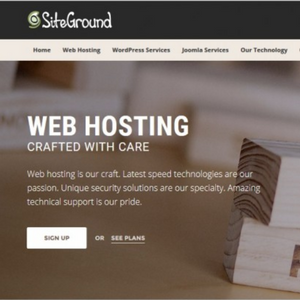 SiteGround
Home Web Hosting WordPress Services Joomla Services Our Technology
WEB HOSTING
CRAFTED WITH CARE
Web hosting is our craft. Latest speed technologies are our
passion. Unique security solutions are our specialty. Amazing
technical support is our pride.
SIGN UP OR SEE PLANS